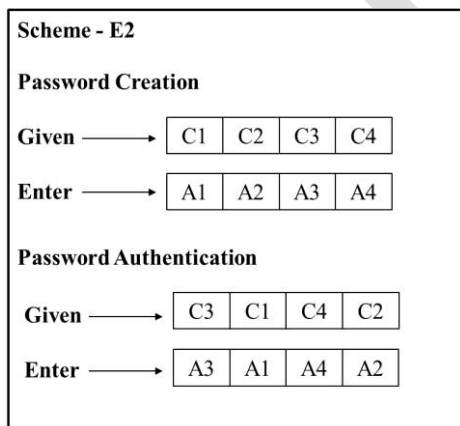 Scheme - E2
Password Creation
Given C1 C2 C3 C4
Enter A1 A2 A3 A4
Password Authentication
Given C3 C1 C4 C2
Enter A3 A1 A4 A2